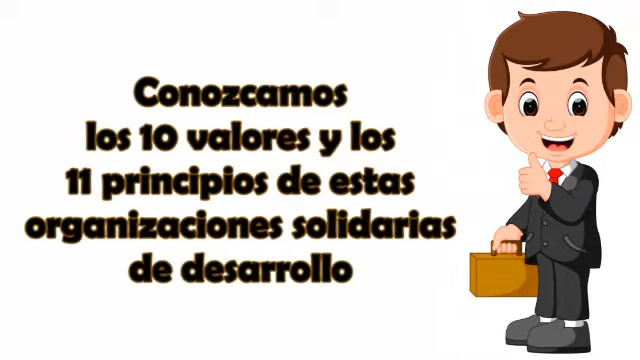 Conozcamos
los 10 valores y los
11 principios de estas
organizaciones solidarias
de desarrollo